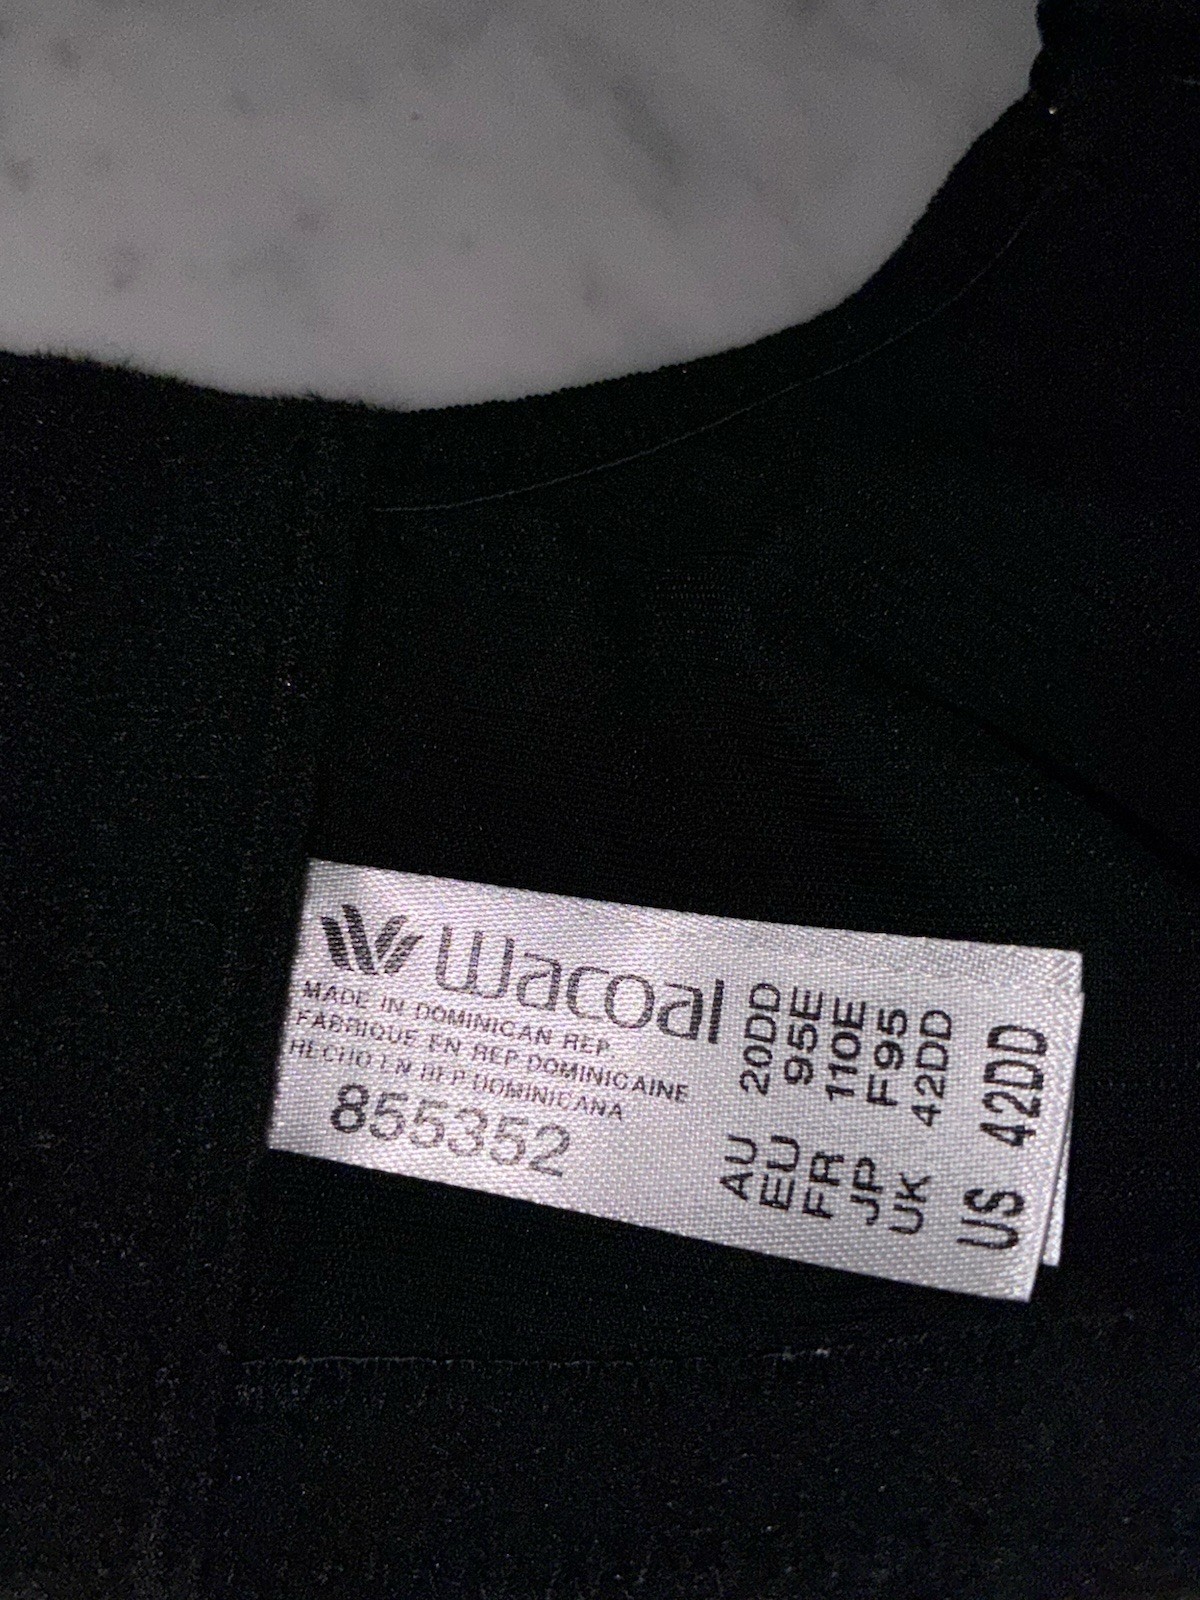 Wacoal
MADE IN DOMINICAN REP.
FABRIQUE EN REP DOMINICAINE
HECHO EN REP DOMINICANA
855352
AU 20DD
EU 95E
FR 110E
JP F95
UK 42DD
US 42DD